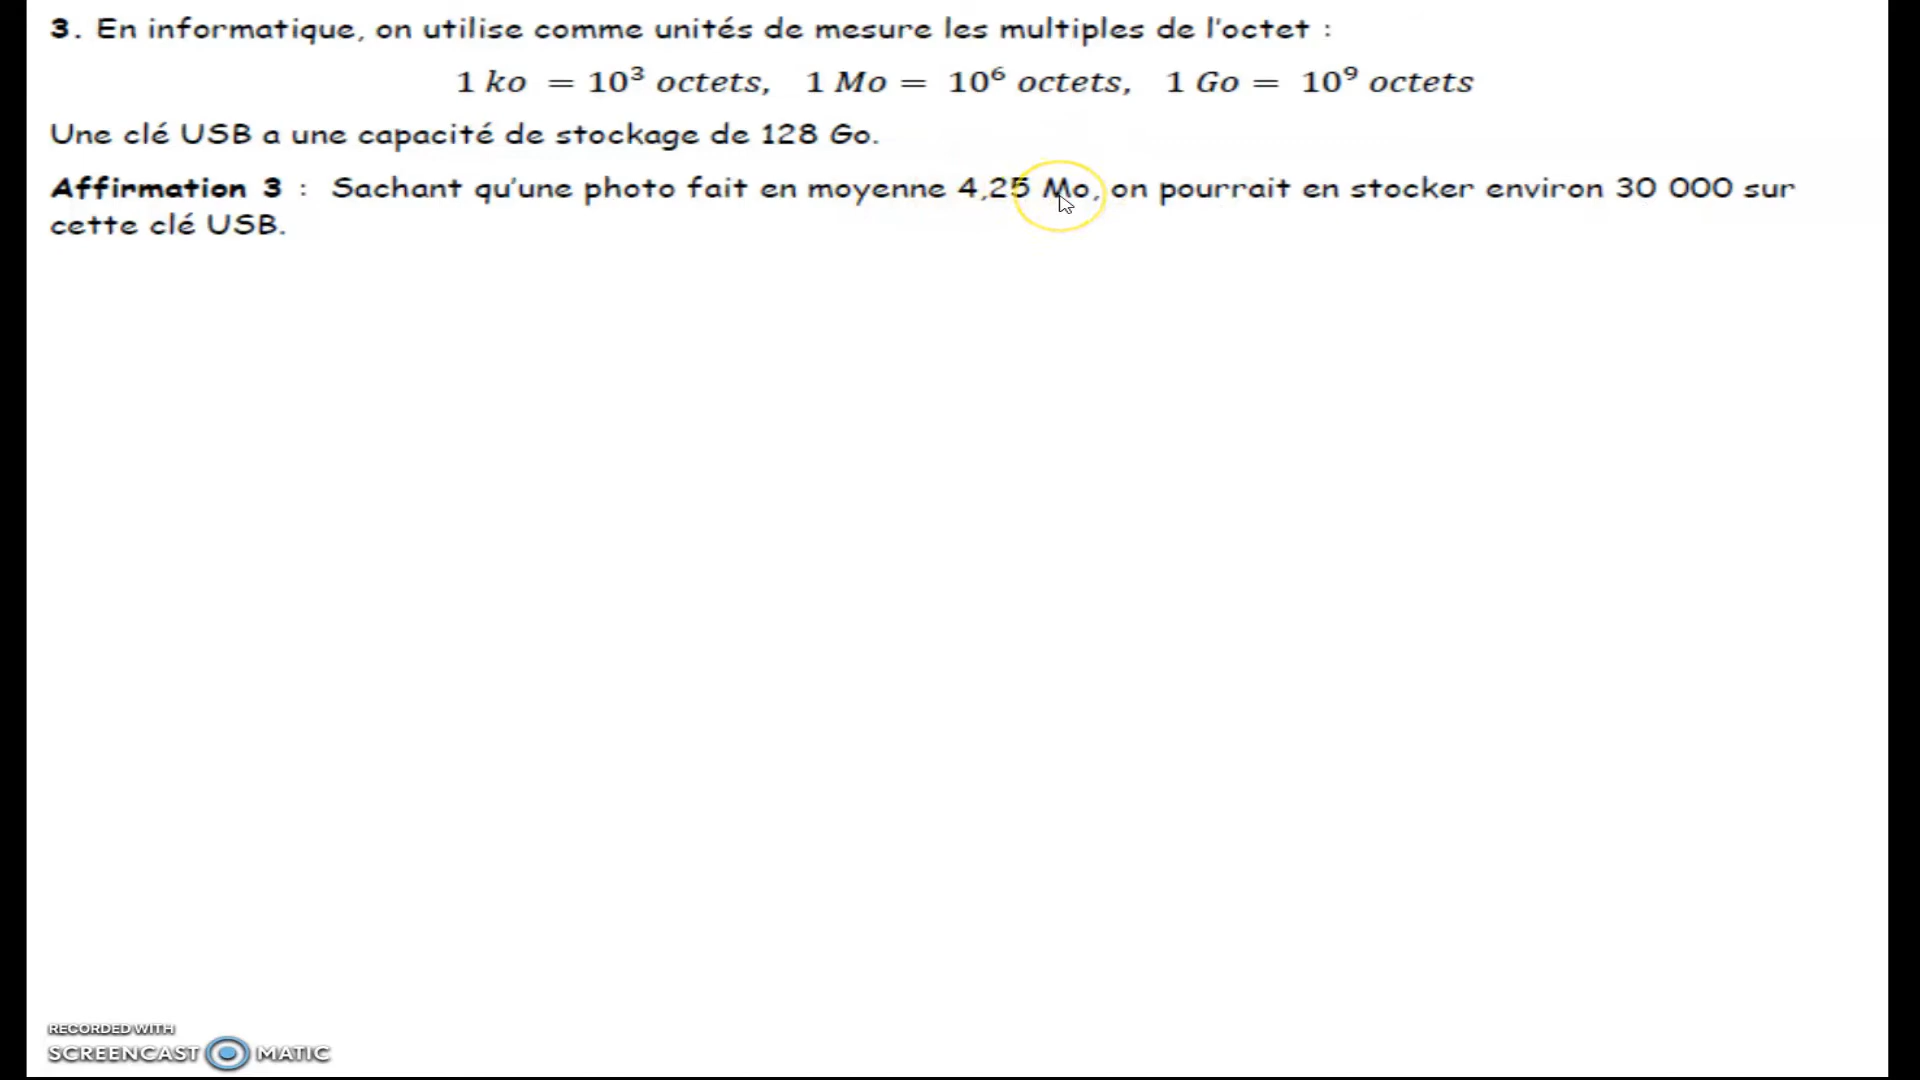 3. En informatique, on utilise comme unités de mesure les multiples de l'octet :
1 ko = 10³ octets, 1 Mo = 10⁶ octets, 1 Go = 10⁹ octets
Une clé USB a une capacité de stockage de 128 Go.
Affirmation 3 : Sachant qu'une photo fait en moyenne 4,25 Mo, on pourrait en stocker environ 30 000 sur
cette clé USB.
RECORDED WITH
SCREENCAST MATIC